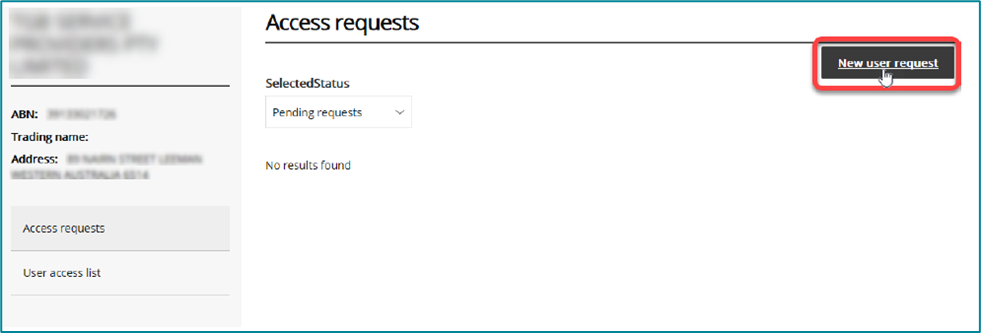 Access requests
New user request
SelectedStatus
Pending requests
No results found
ABN:
Trading name:
Address:
Access requests
User access list